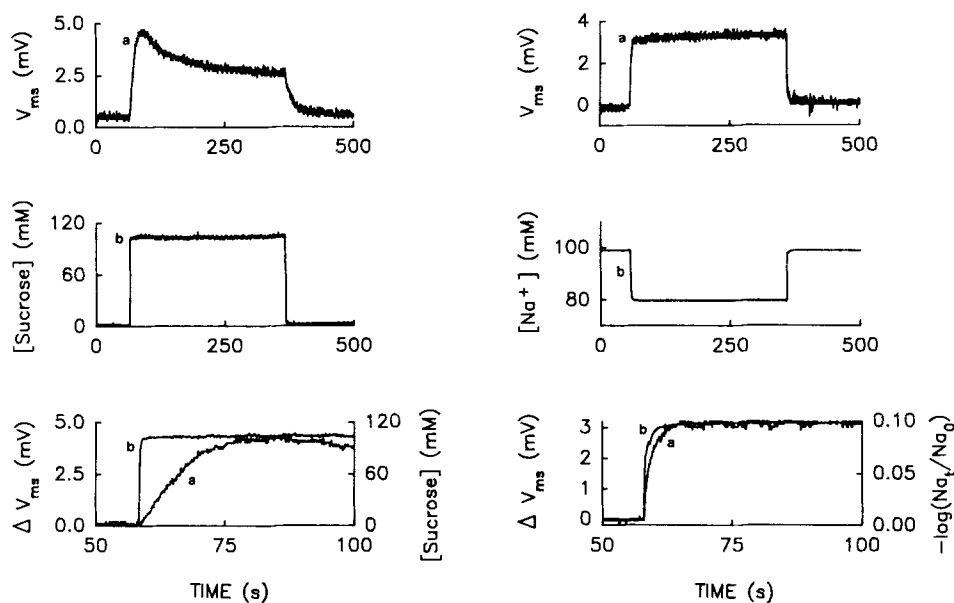 5.0
2.5
0.0
V_ms (mV)
a
0
250
500
4
2
0
V_ms (mV)
a
0
250
500
120
60
0
[Sucrose] (mM)
b
0
250
500
100
80
[Na⁺] (mM)
b
0
250
500
5.0
2.5
0.0
Δ V_ms (mV)
b
a
120
60
0
[Sucrose] (mM)
50
75
100
TIME (s)
3
2
1
0
Δ V_ms (mV)
b
a
0.10
0.05
0.00
-log(Na_t/Na_0)
50
75
100
TIME (s)